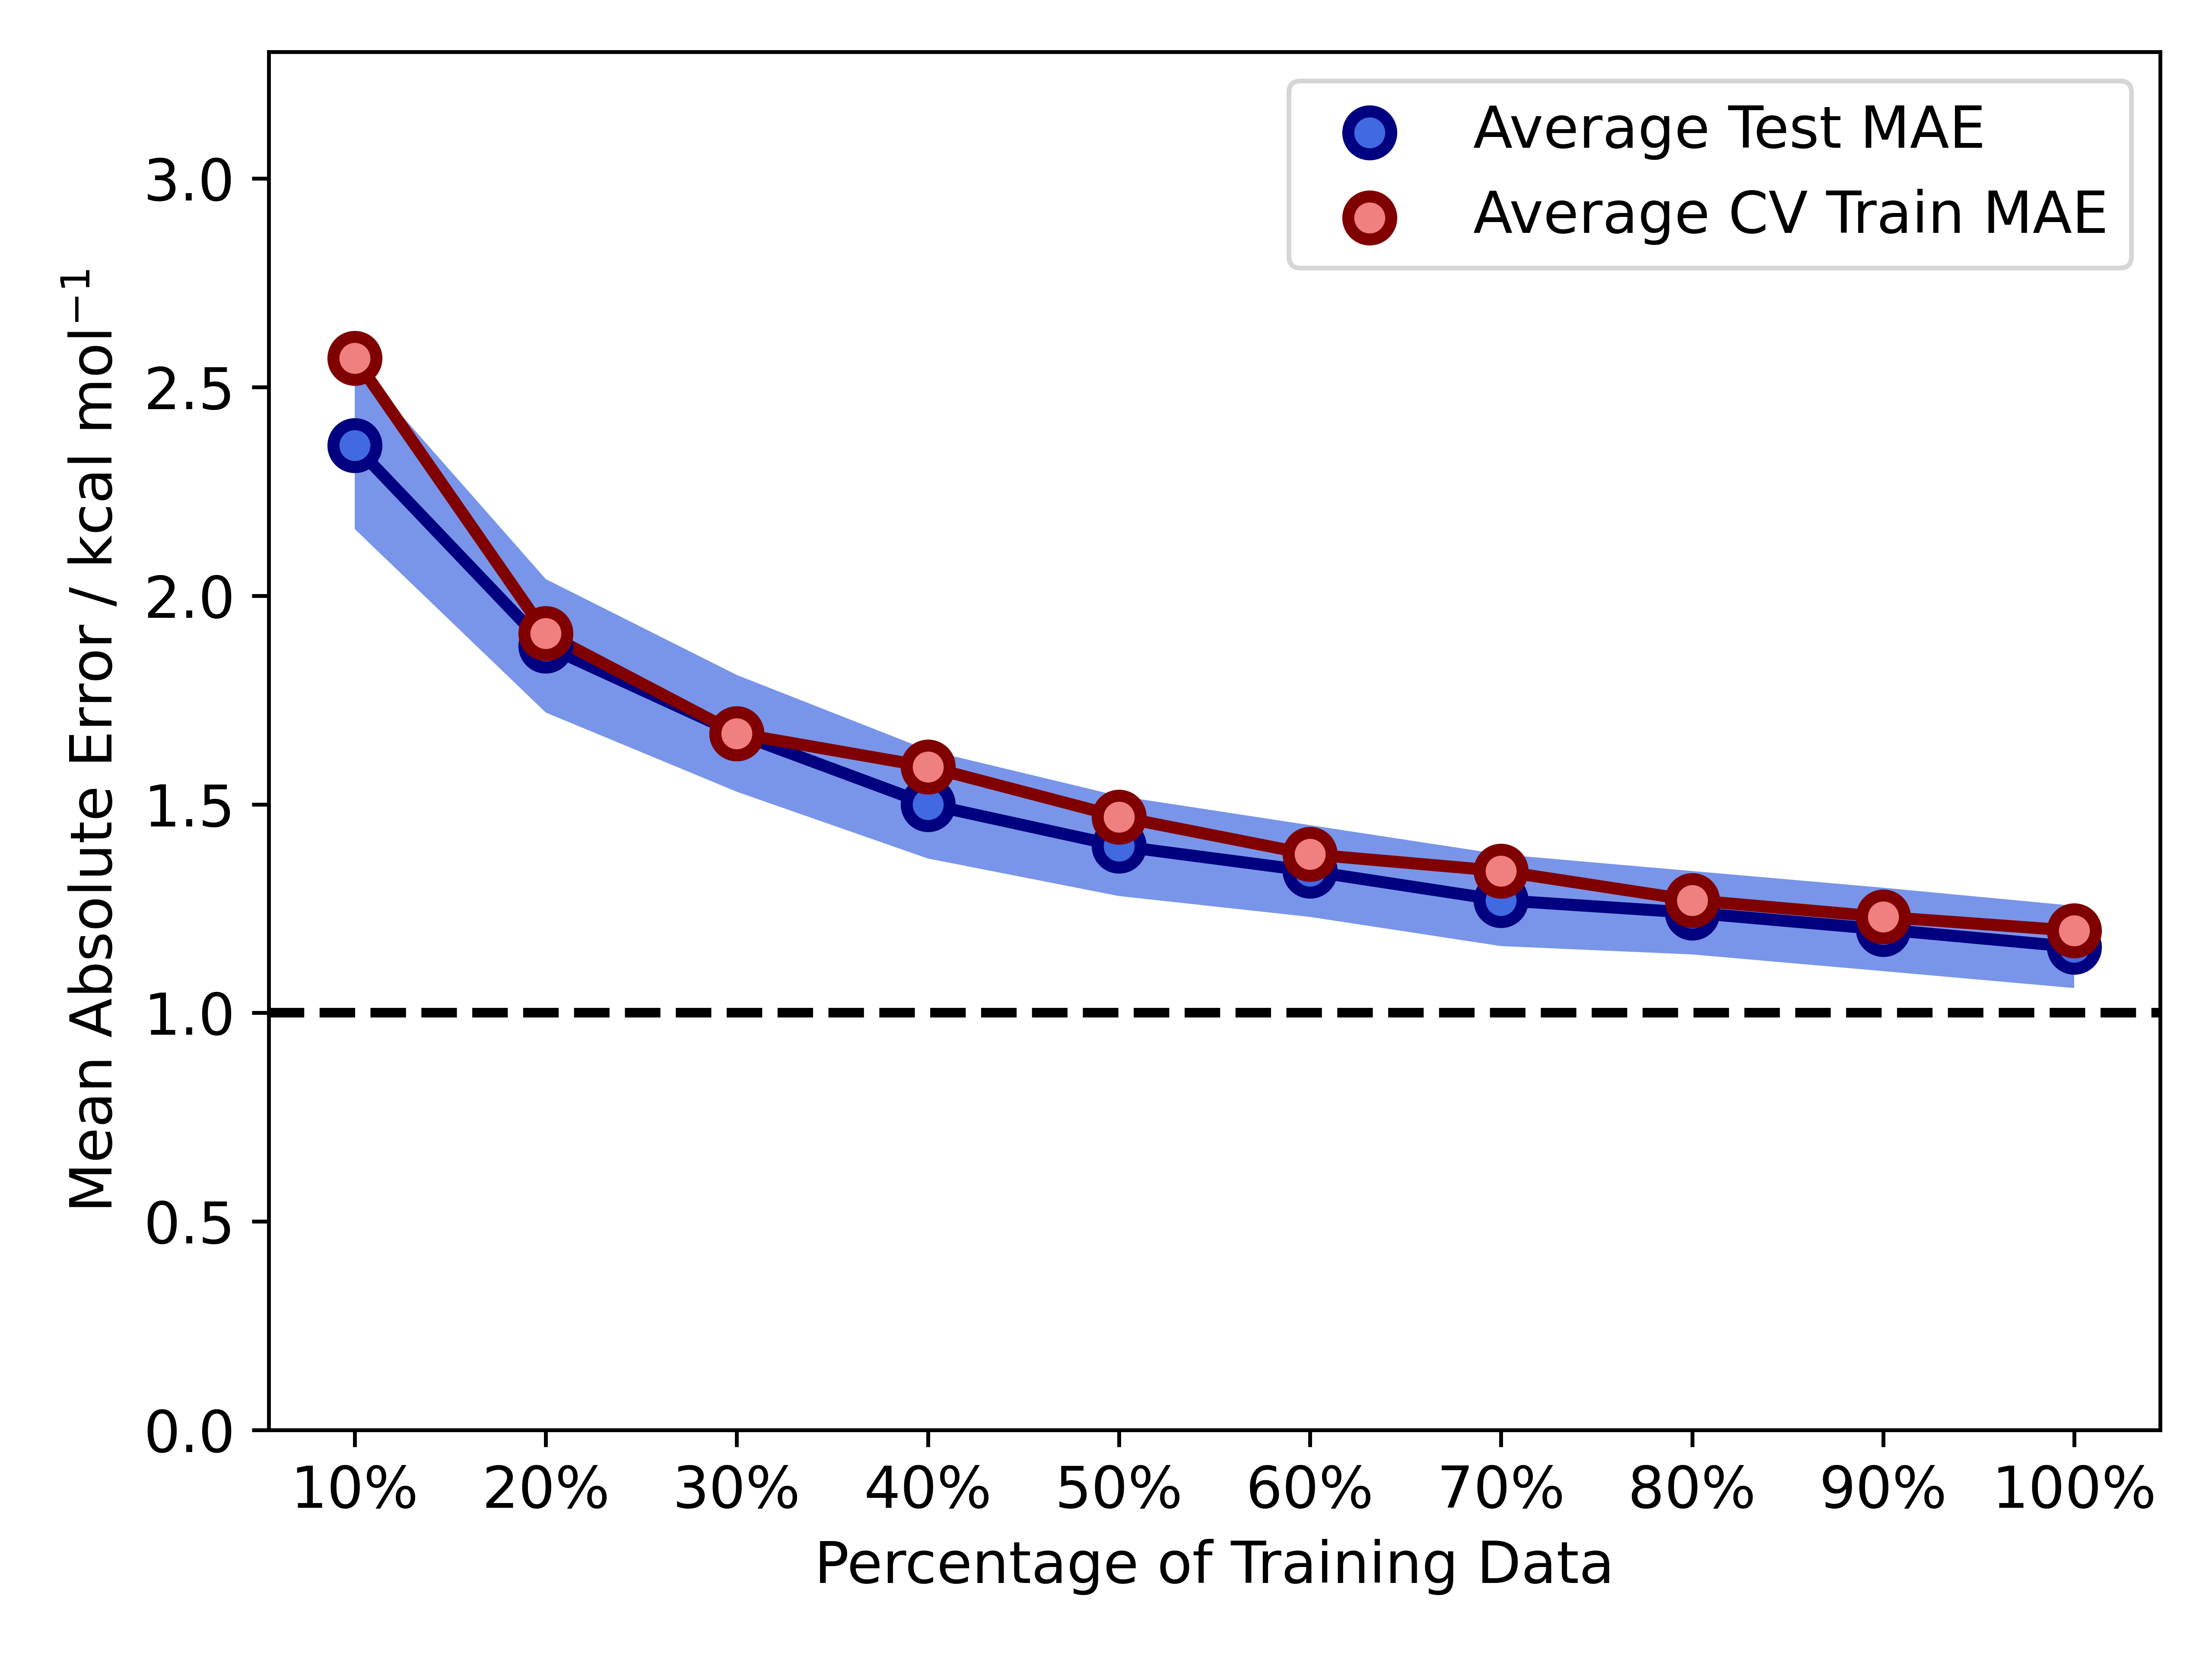 Average Test MAE
Average CV Train MAE
Mean Absolute Error / kcal mol⁻¹
3.0
2.5
2.0
1.5
1.0
0.5
0.0
10% 20% 30% 40% 50% 60% 70% 80% 90% 100%
Percentage of Training Data